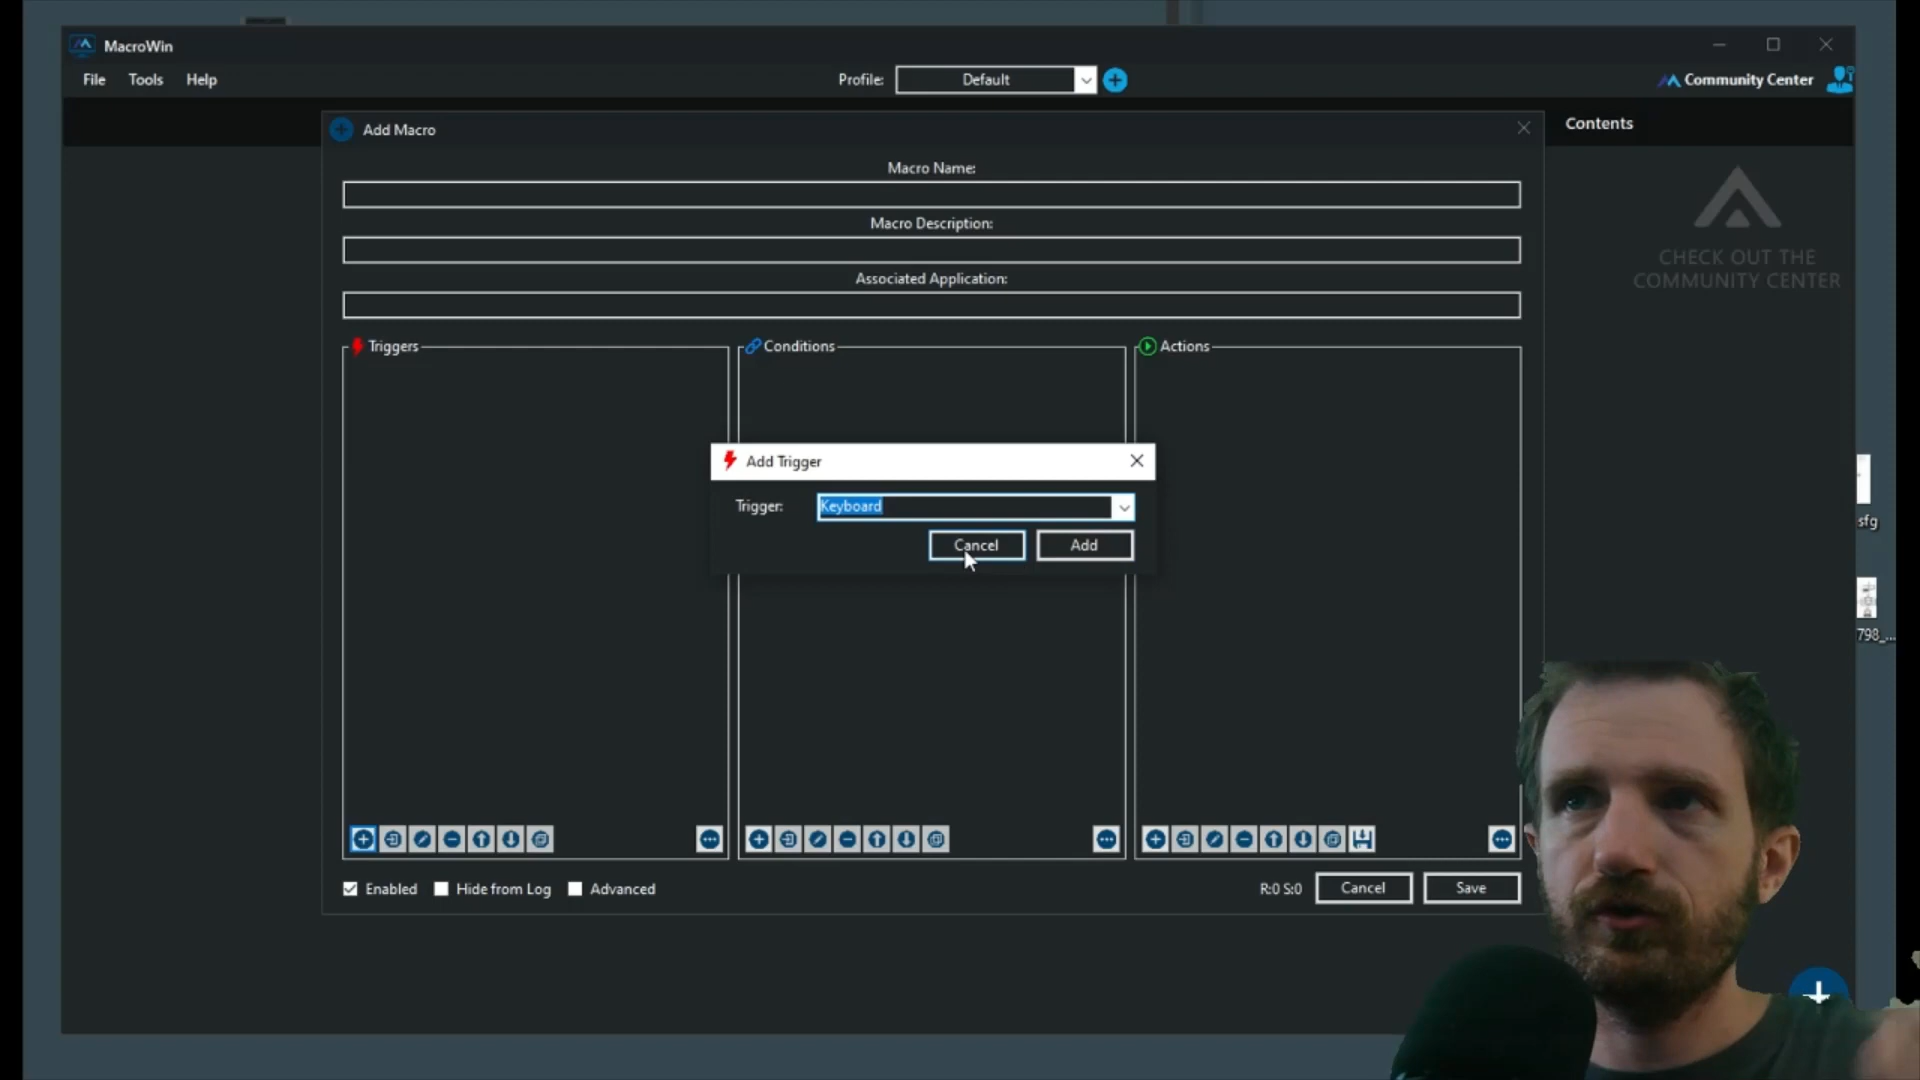 MacroWin
File Tools Help Profile: Default Community Center
Add Macro
Contents
Macro Name:
Macro Description:
Associated Application:
CHECK OUT THE
COMMUNITY CENTER
Triggers Conditions Actions
Add Trigger
Trigger: Keyboard
Cancel Add
sfg
798_...
Enabled Hide from Log Advanced R:0 S:0 Cancel Save